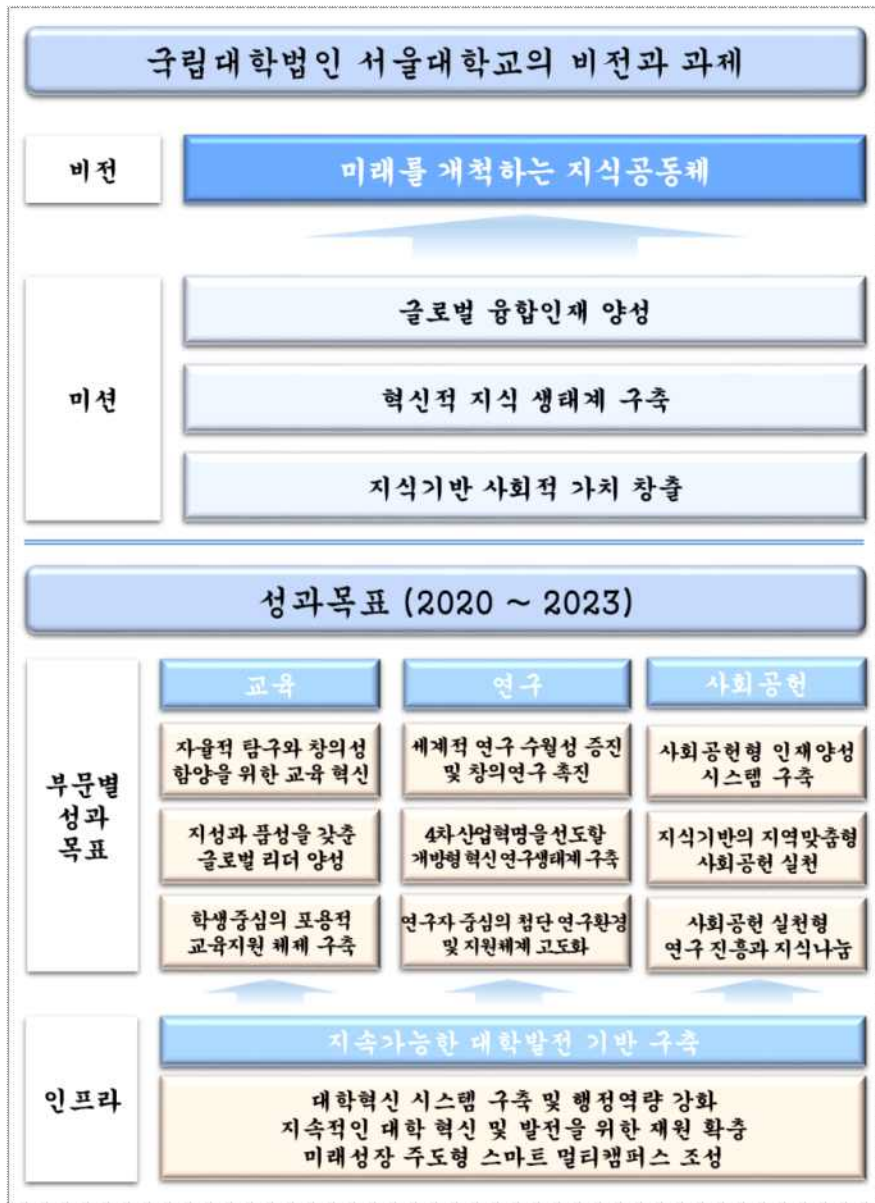 국립대학법인 서울대학교의 비전과 과제
비전
미래를 개척하는 지식공동체
미션
글로벌 융합인재 양성
혁신적 지식 생태계 구축
지식기반 사회적 가치 창출
성과목표 (2020 ~ 2023)
부문별
성과
목표
교육
자율적 탐구와 창의성
함양을 위한 교육 혁신
지성과 품성을 갖춘
글로벌 리더 양성
학생중심의 포용적
교육지원 체제 구축
연구
세계적 연구 수월성 증진
및 창의연구 촉진
4차산업혁명을 선도할
개방형 혁신 연구생태계 구축
연구자 중심의 첨단 연구환경
및 지원체계 고도화
사회공헌
사회공헌형 인재양성
시스템 구축
지식기반의 지역맞춤형
사회공헌 실천
사회공헌 실천형
연구 진흥과 지식나눔
인프라
지속가능한 대학발전 기반 구축
대학혁신 시스템 구축 및 행정역량 강화
지속적인 대학 혁신 및 발전을 위한 재원 확충
미래성장 주도형 스마트 멀티캠퍼스 조성